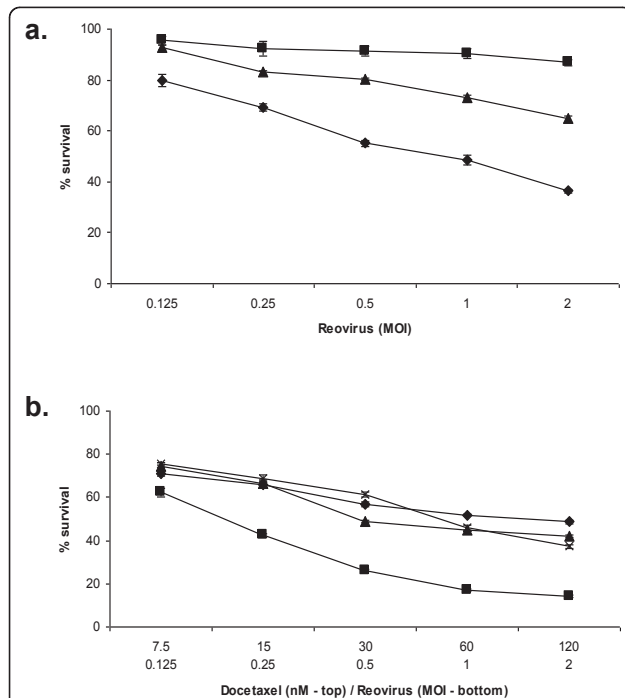 a.
100
80
60
40
20
0
% survival
0.125 0.25 0.5 1 2
Reovirus (MOI)
b.
100
80
60
40
20
0
% survival
7.5 15 30 60 120
0.125 0.25 0.5 1 2
Docetaxel (nM - top) / Reovirus (MOI - bottom)